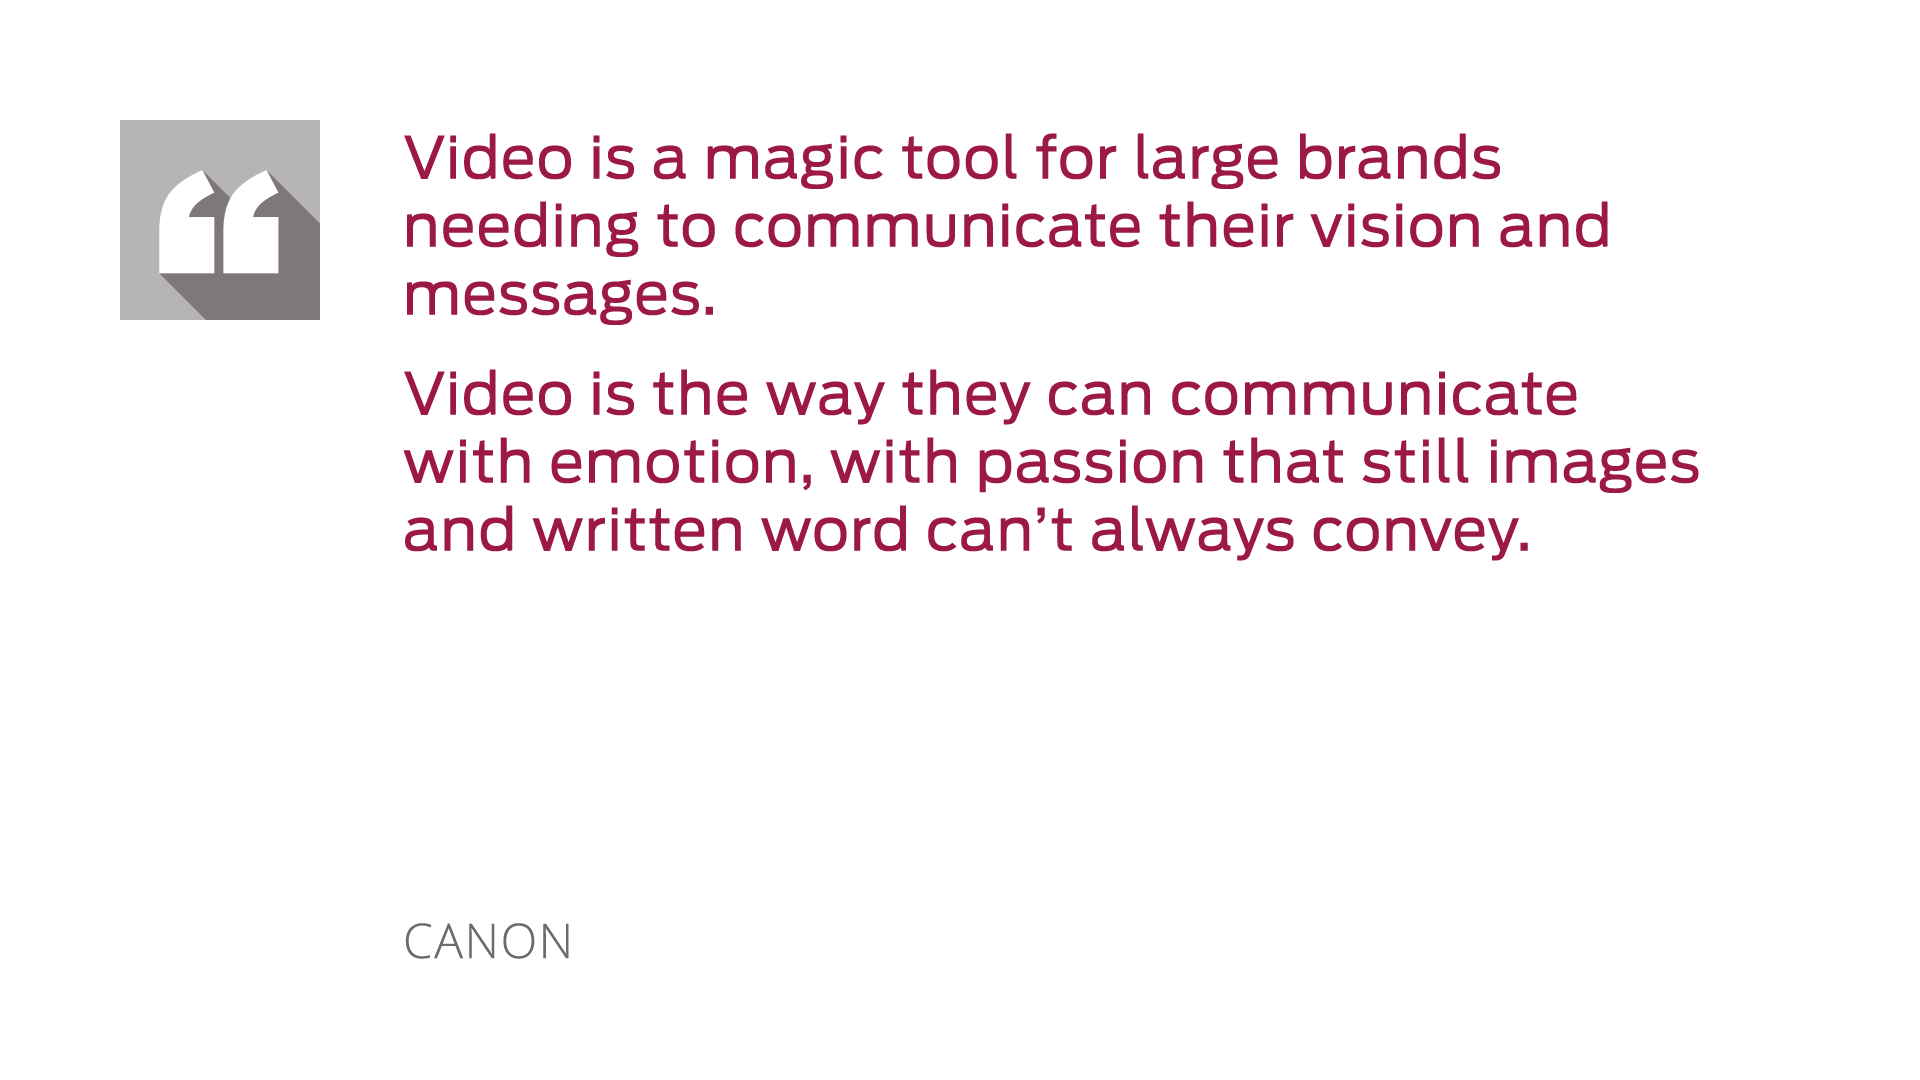 Video is a magic tool for large brands
needing to communicate their vision and
messages.
Video is the way they can communicate
with emotion, with passion that still images
and written word can’t always convey.
CANON